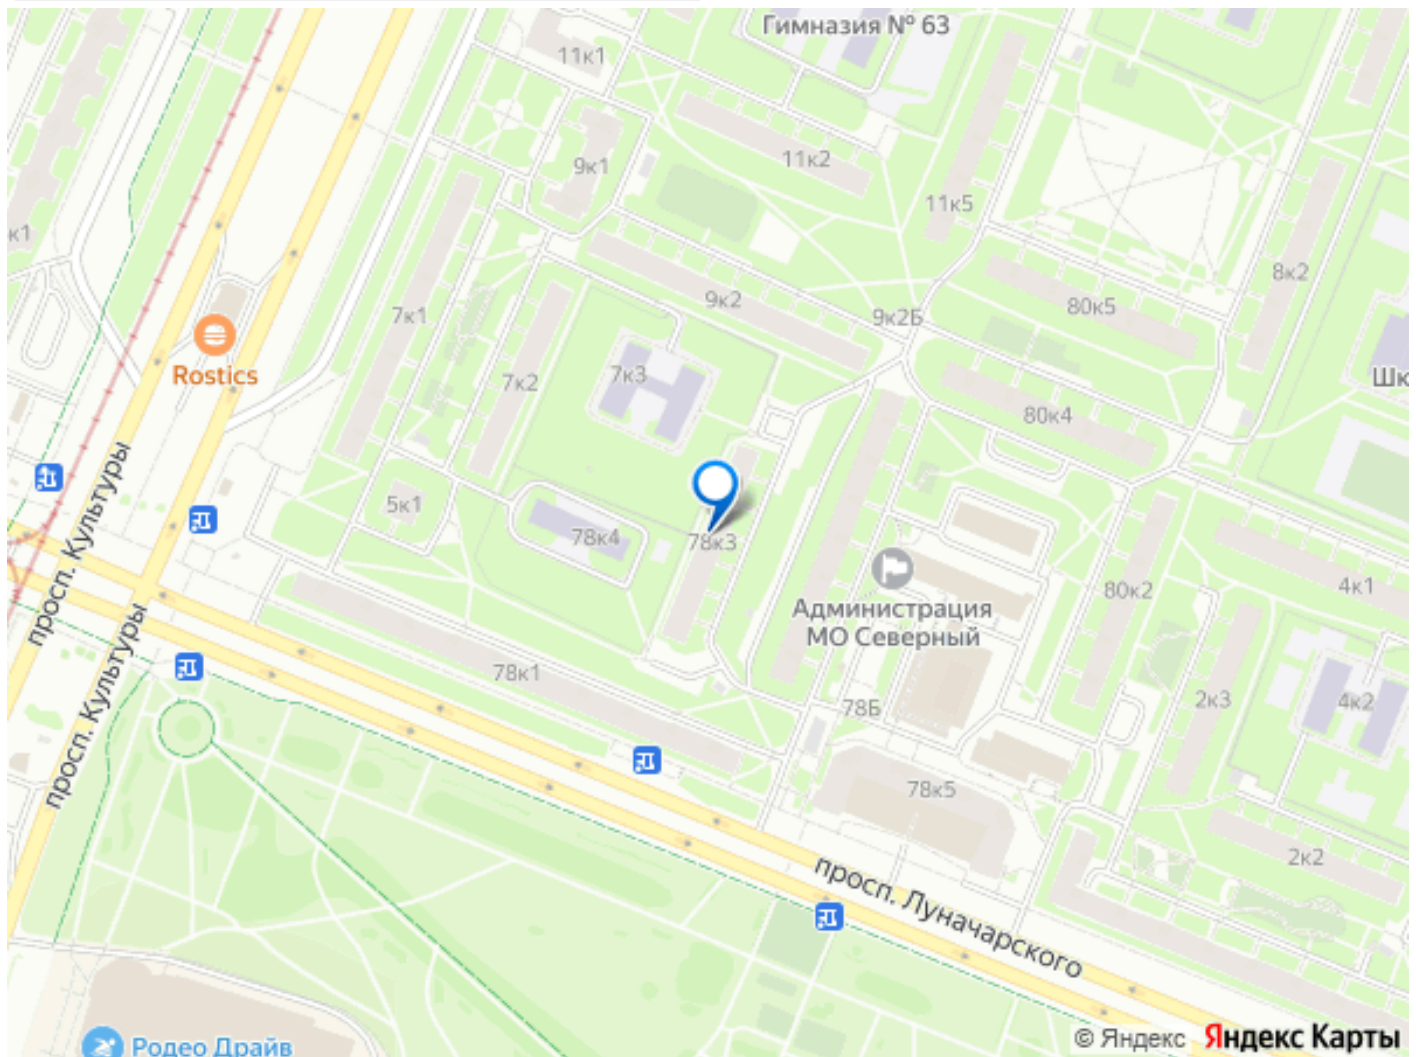 Гимназия № 63
11к1
11к2
9к1
11к5
к1
8к2
9к2
7к1
9к2Б
80к5
Rostics
7к2
7к3
Шк
80к4
просп. Культуры
5к1
78к4
78к3
80к2
4к1
Администрация
МО Северный
просп. Культуры
78к1
78Б
2к3
4к2
78к5
2к2
просп. Луначарского
Родео Драйв
© Яндекс Яндекс Карты